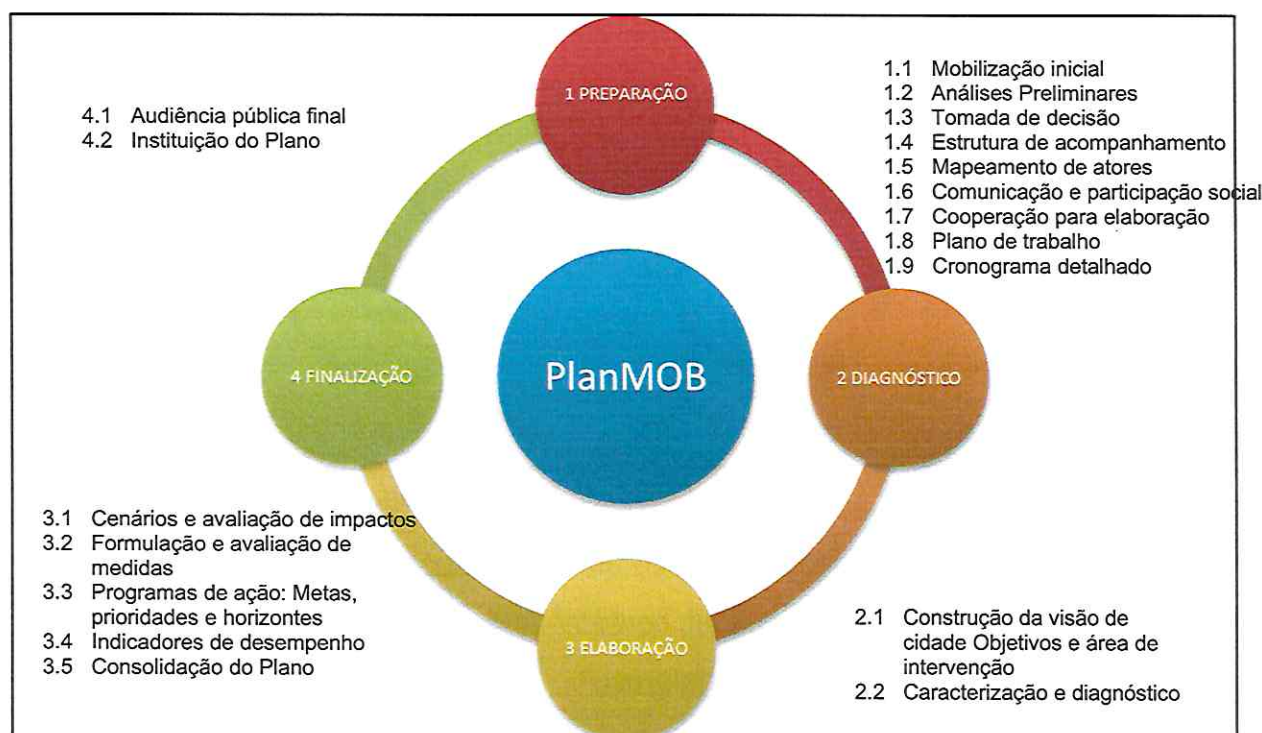 1 PREPARAÇÃO
1.1 Mobilização inicial
1.2 Análises Preliminares
1.3 Tomada de decisão
1.4 Estrutura de acompanhamento
1.5 Mapeamento de atores
1.6 Comunicação e participação social
1.7 Cooperação para elaboração
1.8 Plano de trabalho
1.9 Cronograma detalhado
4.1 Audiência pública final
4.2 Instituição do Plano
4 FINALIZAÇÃO
PlanMOB
2 DIAGNÓSTICO
3.1 Cenários e avaliação de impactos
3.2 Formulação e avaliação de
medidas
3.3 Programas de ação: Metas,
prioridades e horizontes
3.4 Indicadores de desempenho
3.5 Consolidação do Plano
3 ELABORAÇÃO
2.1 Construção da visão de
cidade Objetivos e área de
intervenção
2.2 Caracterização e diagnóstico